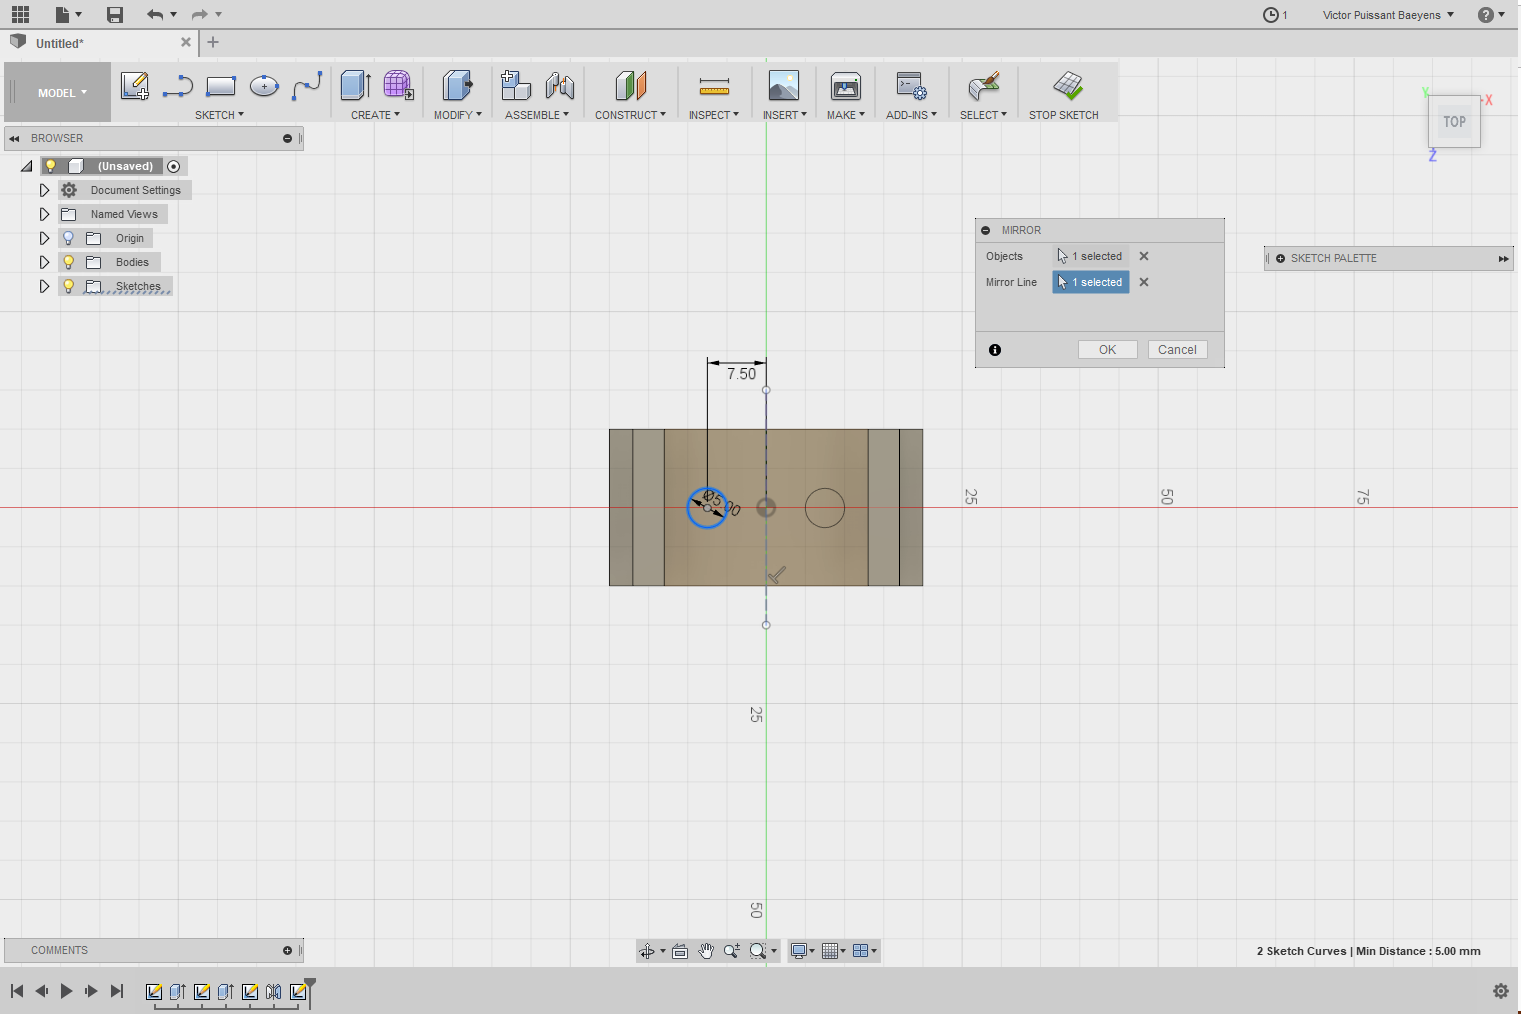 1
Victor Puissant Baeyens
?
Untitled*
MODEL
SKETCH
CREATE
MODIFY
ASSEMBLE
CONSTRUCT
INSPECT
INSERT
MAKE
ADD-INS
SELECT
STOP SKETCH
BROWSER
(Unsaved)
Document Settings
Named Views
Origin
Bodies
Sketches
Y
X
TOP
Z
MIRROR
Objects
1 selected
Mirror Line
1 selected
OK
Cancel
SKETCH PALETTE
7.50
Ø5.00
25
50
75
25
50
COMMENTS
2 Sketch Curves | Min Distance : 5.00 mm